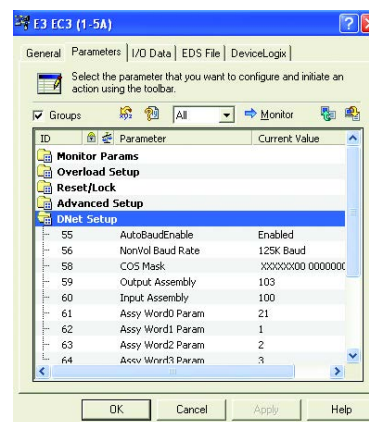 E3 EC3 (1-5A)
General Parameters I/O Data EDS File DeviceLogix
Select the parameter that you want to configure and initiate an
action using the toolbar.
Groups All Monitor
ID Parameter Current Value
Monitor Params
Overload Setup
Reset/Lock
Advanced Setup
DNet Setup
55 AutoBaudEnable Enabled
56 NonVol Baud Rate 125K Baud
58 COS Mask XXXXXX00 0000000
59 Output Assembly 103
60 Input Assembly 100
61 Assy Word0 Param 21
62 Assy Word1 Param 1
63 Assy Word2 Param 2
64 Assy Word3 Param 3
OK Cancel Apply Help